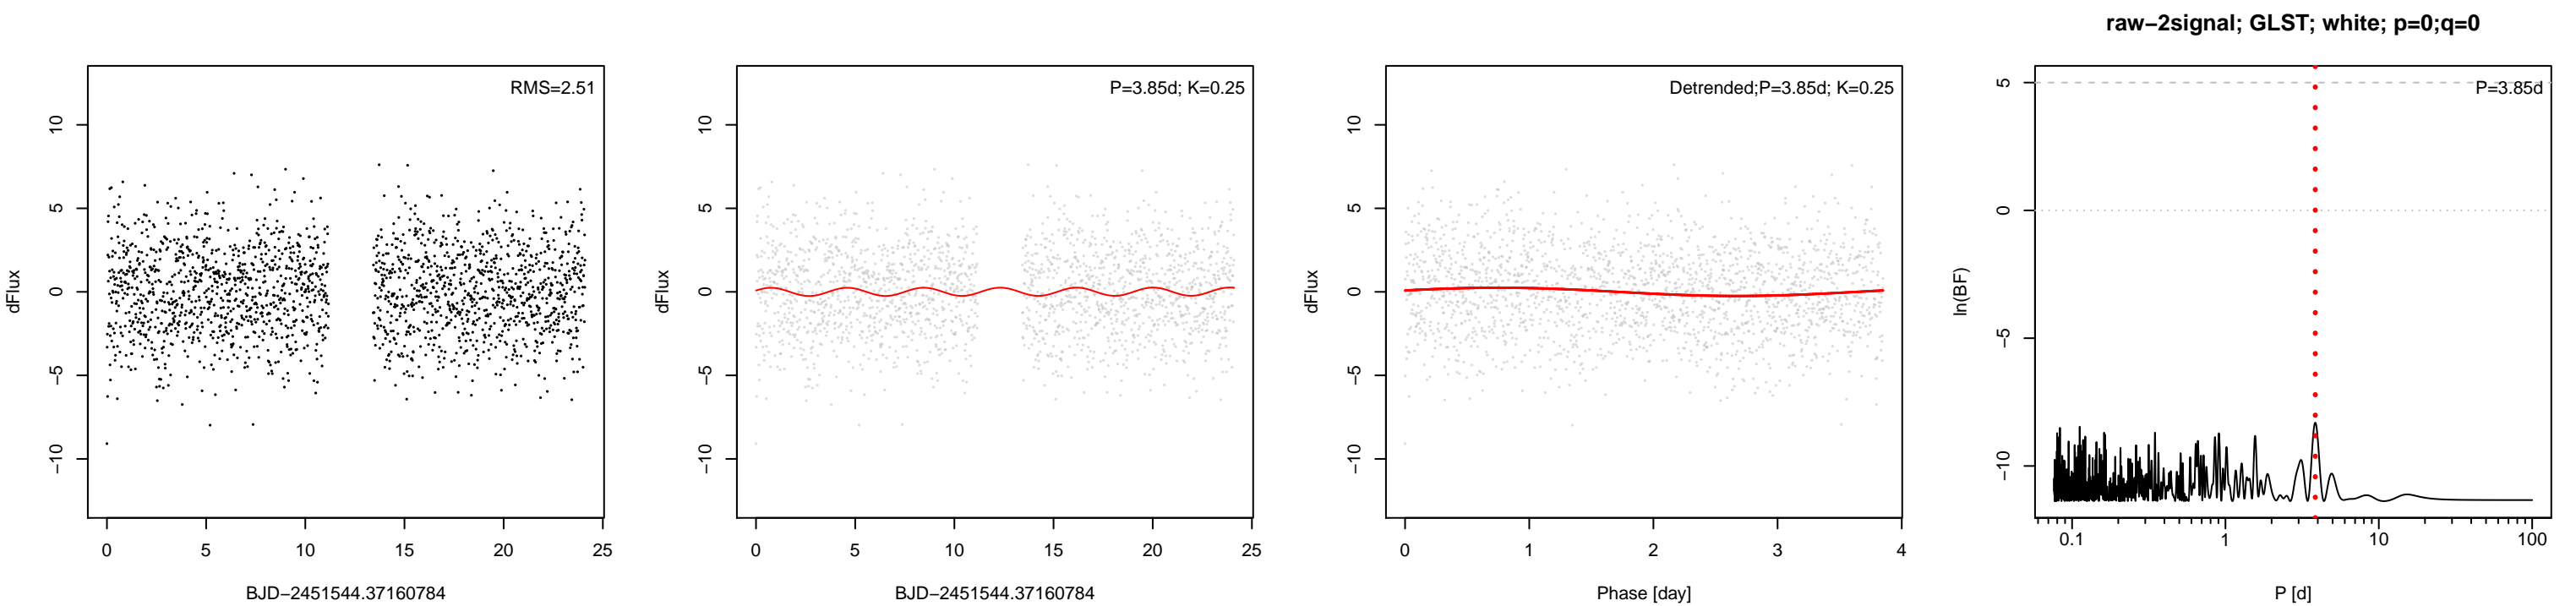 raw−2signal; GLST; white; p=0;q=0
RMS=2.51
dFlux
10
5
0
−5
−10
0 5 10 15 20 25
BJD−2451544.37160784
P=3.85d; K=0.25
dFlux
10
5
0
−5
−10
0 5 10 15 20 25
BJD−2451544.37160784
Detrended;P=3.85d; K=0.25
dFlux
10
5
0
−5
−10
0 1 2 3 4
Phase [day]
P=3.85d
ln(BF)
5
0
−5
−10
0.1 1 10 100
P [d]